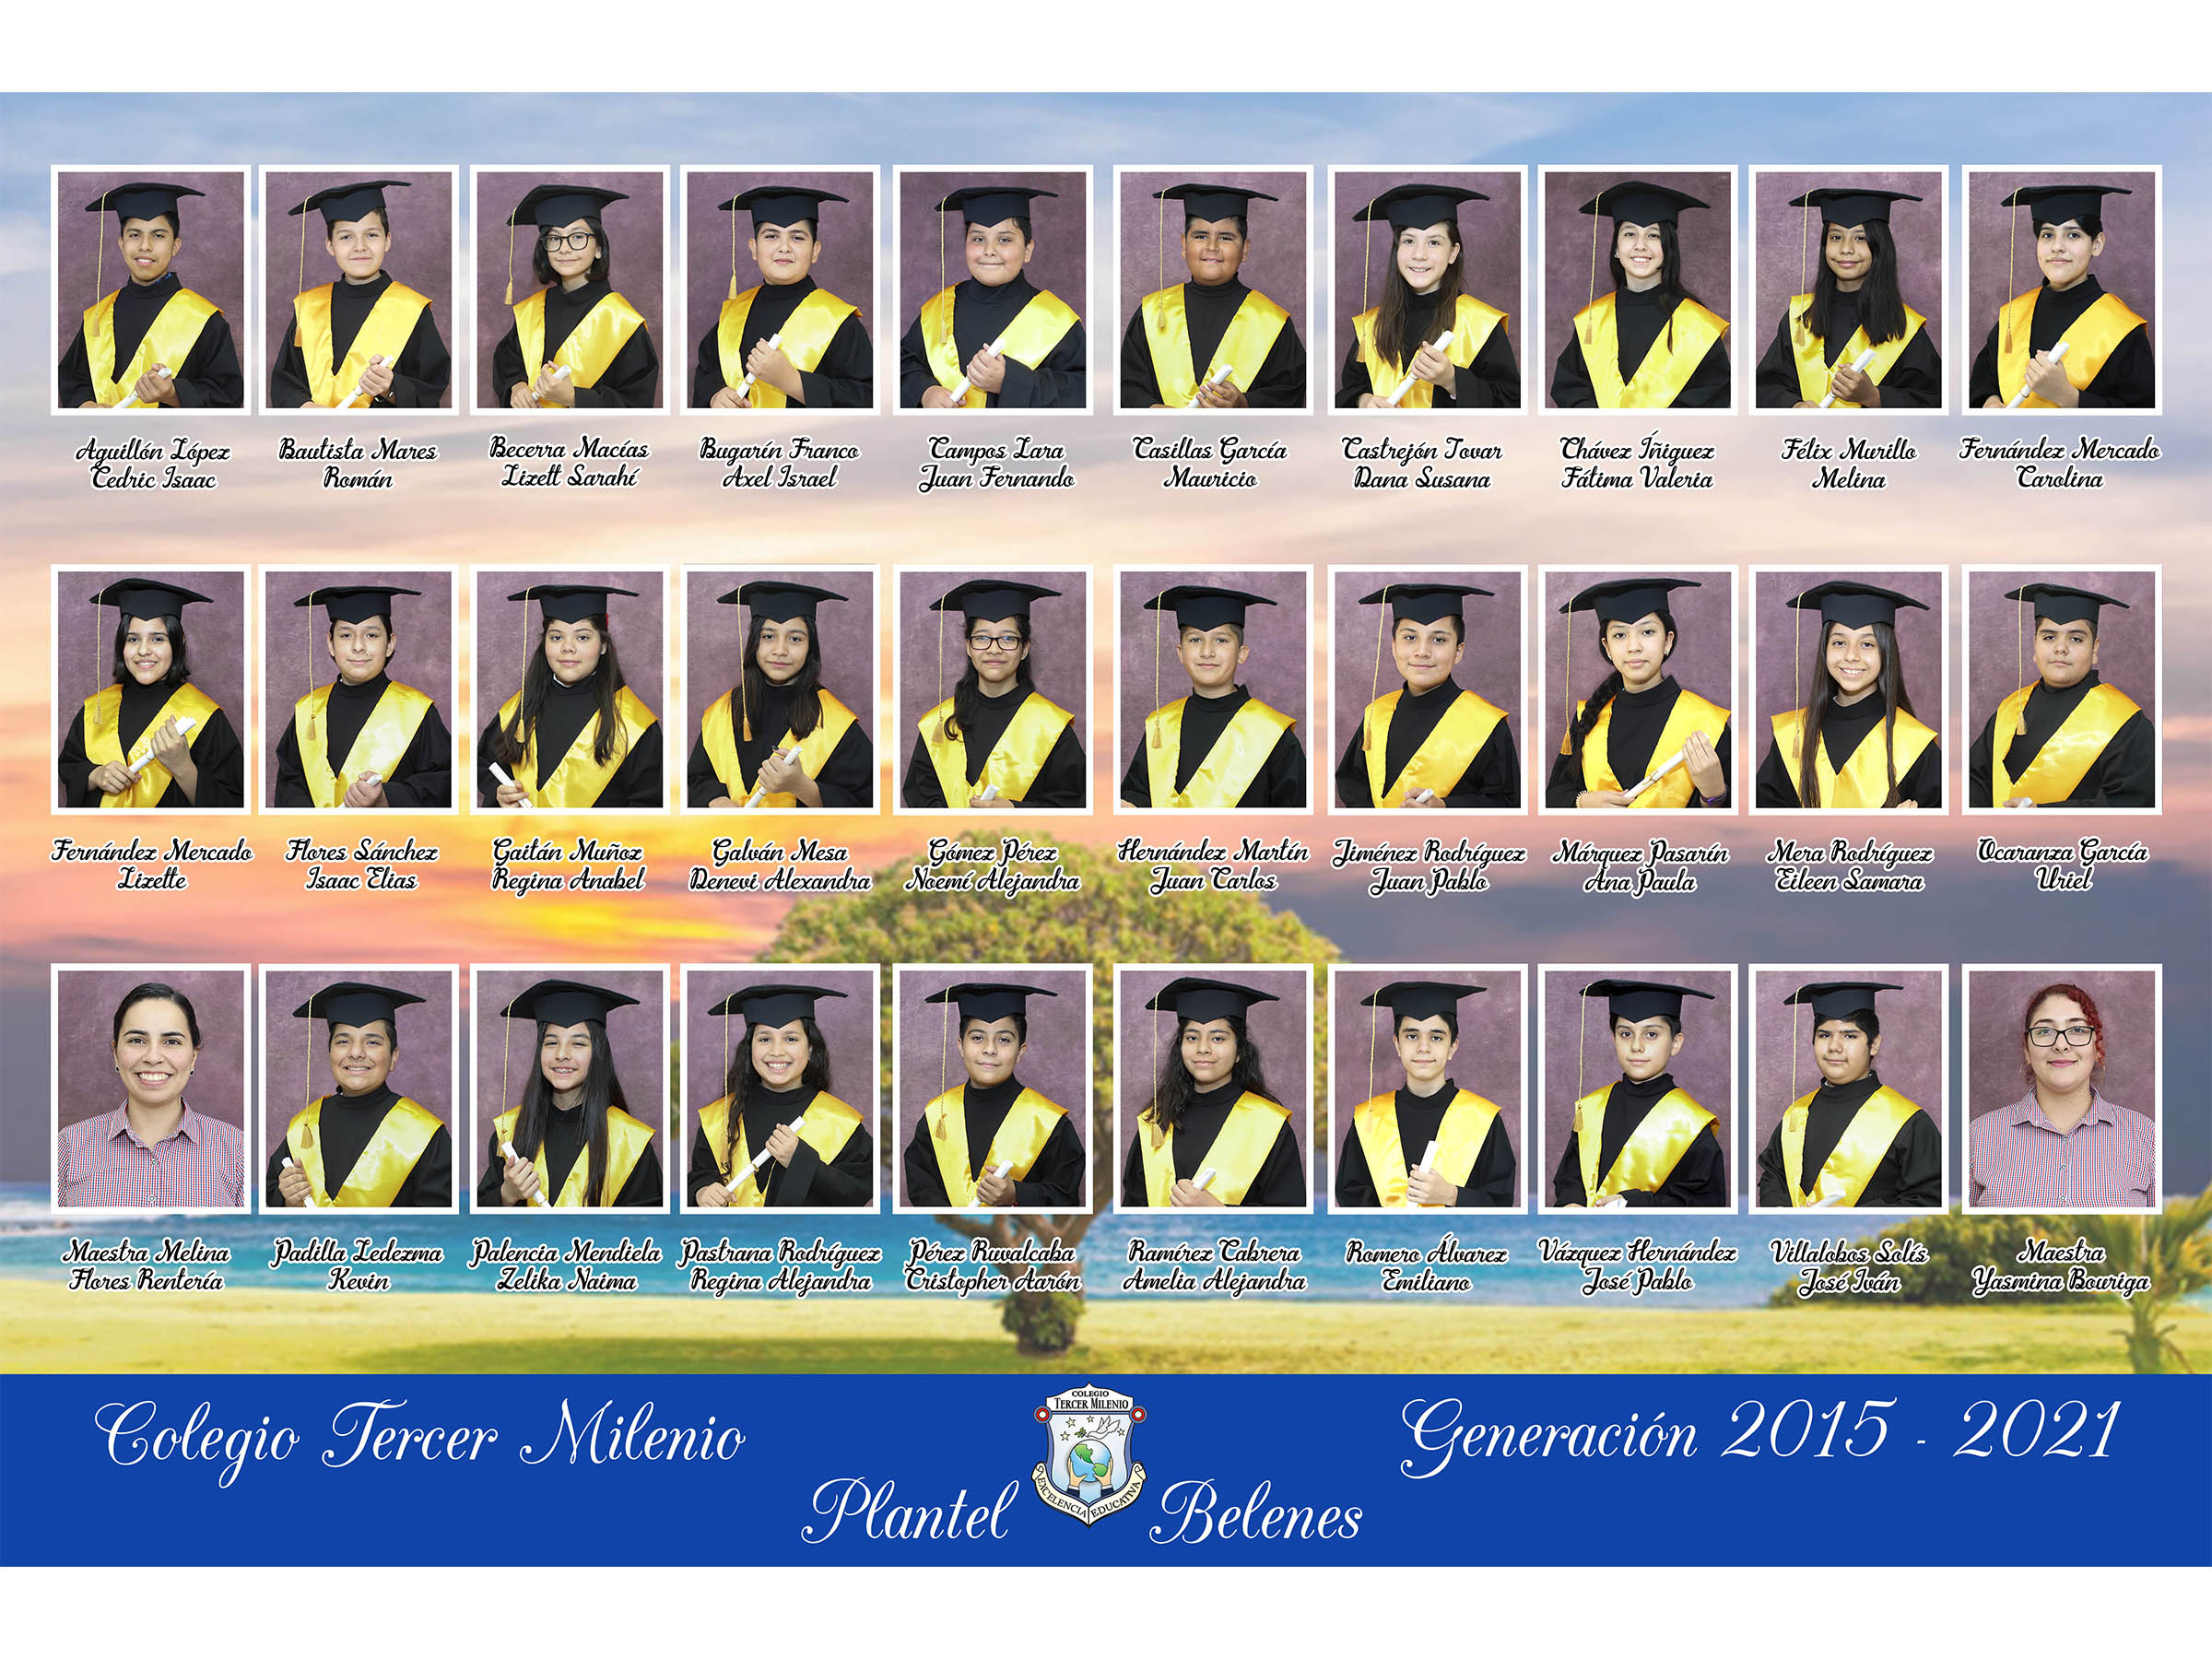 Aguillón López
Cedric Isaac
Bautista Mares
Román
Becerra Macías
Lizett Sarahí
Bugarín Franco
Axel Israel
Campos Lara
Juan Fernando
Casillas García
Mauricio
Castrejón Tovar
Dana Susana
Chávez Íñiguez
Fátima Valeria
Félix Murillo
Melina
Fernández Mercado
Carolina
Fernández Mercado
Lizette
Flores Sánchez
Isaac Elias
Gaitán Muñoz
Regina Anabel
Galván Mesa
Denevi Alexandra
Gómez Pérez
Noemí Alejandra
Hernández Martín
Juan Carlos
Jiménez Rodríguez
Juan Pablo
Márquez Pasarín
Ana Paula
Mera Rodríguez
Eileen Samara
Ocaranza García
Uriel
Maestra Melina
Flores Rentería
Padilla Ledezma
Kevin
Palencia Mendiela
Zelika Naima
Pastrana Rodríguez
Regina Alejandra
Pérez Ruvalcaba
Cristopher Aarón
Ramírez Cabrera
Amelia Alejandra
Romero Álvarez
Emiliano
Vázquez Hernández
José Pablo
Villalobos Solís
José Iván
Maestra
Yasmina Bouriga
Colegio Tercer Milenio
COLEGIO
TERCER MILENIO
EXCELENCIA EDUCATIVA
Generación 2015 - 2021
Plantel Belenes